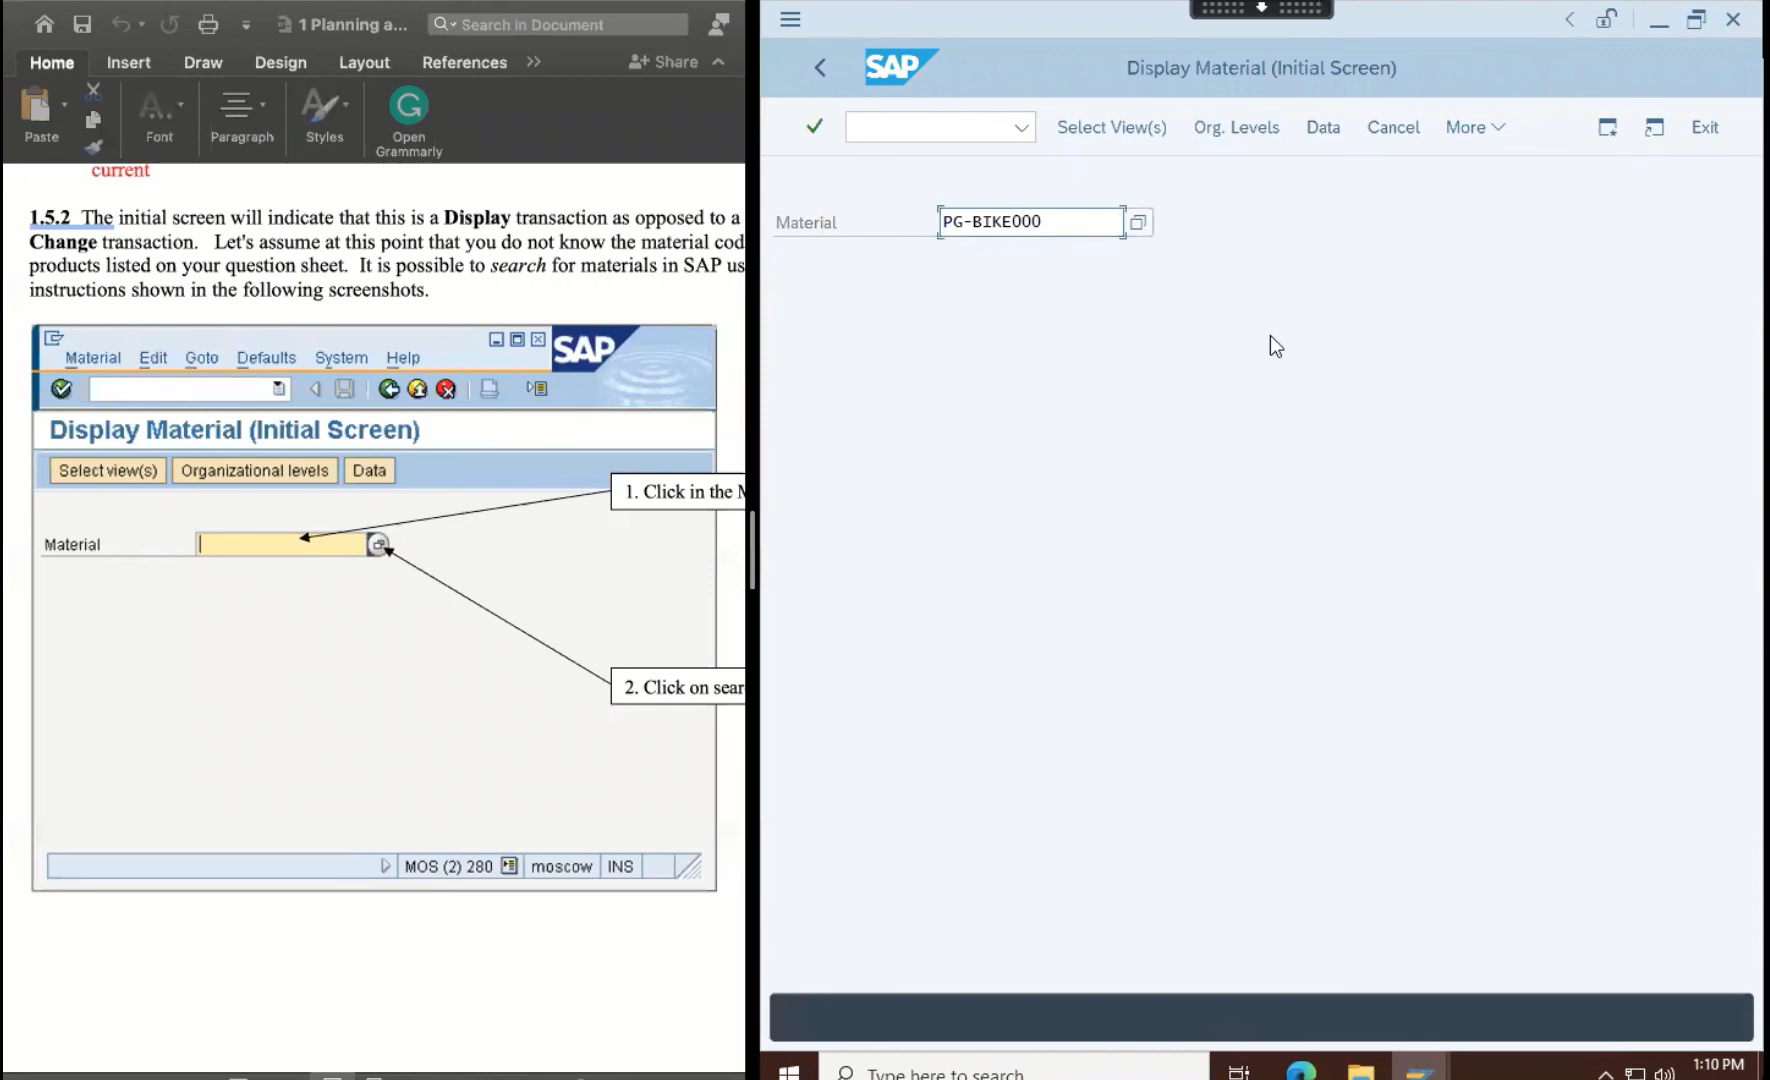 1 Planning a...
Search in Document
Home
Insert
Draw
Design
Layout
References
Share
Paste
Font
Paragraph
Styles
Open
Grammarly
current
1.5.2 The initial screen will indicate that this is a Display transaction as opposed to a
Change transaction. Let's assume at this point that you do not know the material cod
products listed on your question sheet. It is possible to search for materials in SAP us
instructions shown in the following screenshots.
Material Edit Goto Defaults System Help
SAP
Display Material (Initial Screen)
Select view(s)
Organizational levels
Data
1. Click in the M
Material
2. Click on sear
MOS (2) 280
moscow
INS
SAP
Display Material (Initial Screen)
Select View(s)
Org. Levels
Data
Cancel
More
Exit
Material
PG-BIKE000
Type here to search
1:10 PM